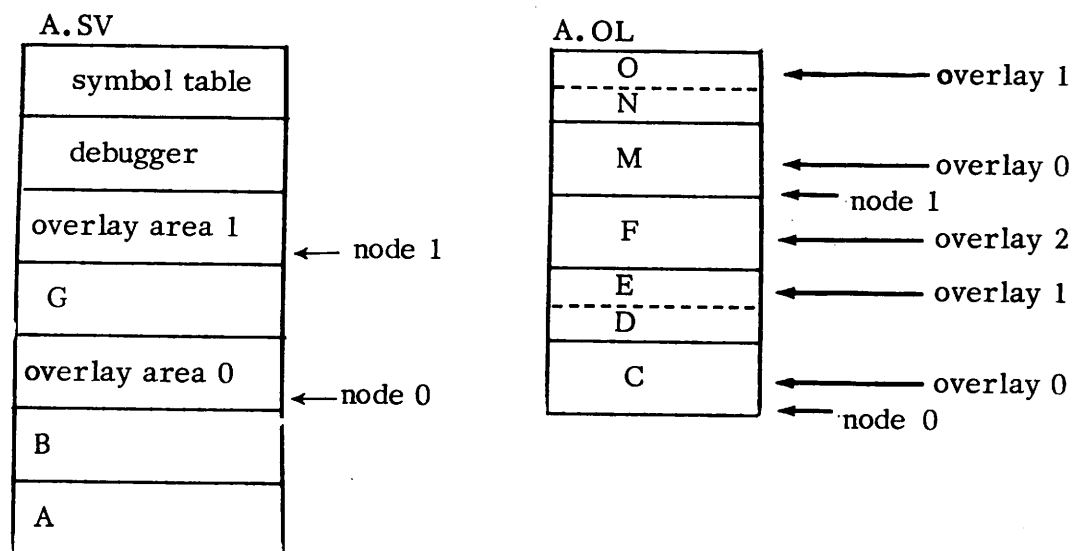 A.SV
symbol table
debugger
overlay area 1
node 1
G
overlay area 0
node 0
B
A
A.OL
O
overlay 1
N
M
overlay 0
node 1
F
overlay 2
E
overlay 1
D
C
overlay 0
node 0